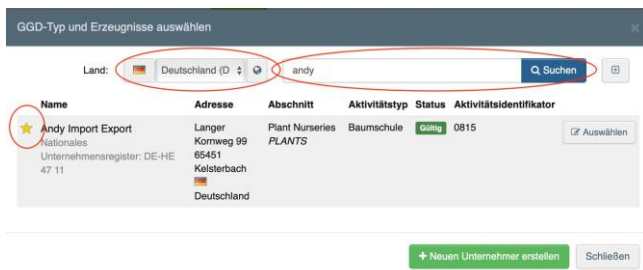 GGD-Typ und Erzeugnisse auswählen
Land: Deutschland (D andy Suchen
Name Adresse Abschnitt Aktivitätstyp Status Aktivitätsidentifikator
Andy Import Export
Nationales
Unternehmensregister: DE-HE
47 11
Langer
Kornweg 99
65451
Kelsterbach
Deutschland
Plant Nurseries
PLANTS
Baumschule
Gültig
0815
Auswählen
+ Neuen Unternehmer erstellen Schließen